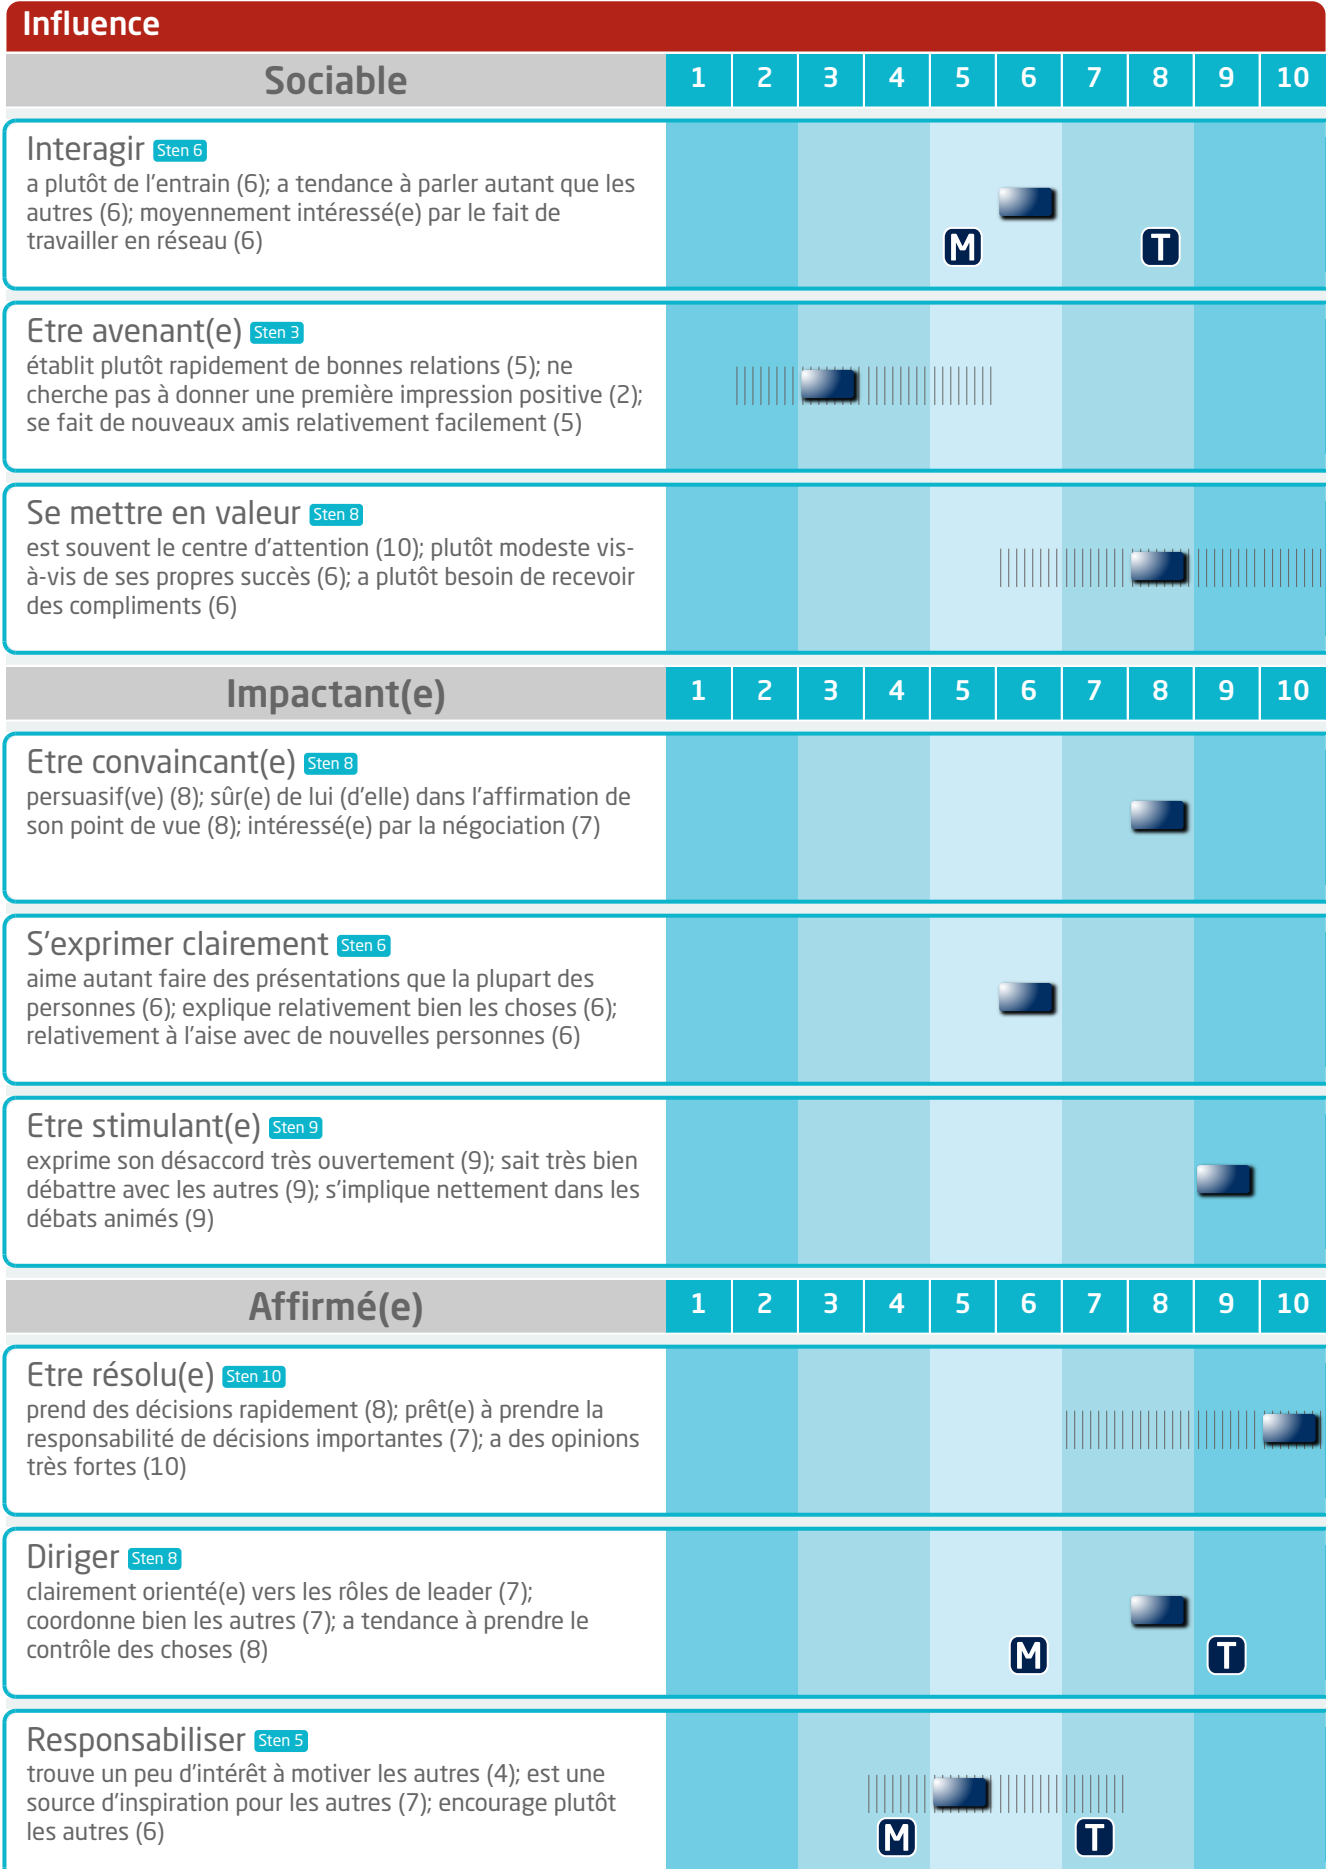 Influence
Sociable 1 2 3 4 5 6 7 8 9 10
Interagir Sten 6
a plutôt de l'entrain (6); a tendance à parler autant que les
autres (6); moyennement intéressé(e) par le fait de
travailler en réseau (6)
M T
Etre avenant(e) Sten 3
établit plutôt rapidement de bonnes relations (5); ne
cherche pas à donner une première impression positive (2);
se fait de nouveaux amis relativement facilement (5)
Se mettre en valeur Sten 8
est souvent le centre d'attention (10); plutôt modeste vis-
à-vis de ses propres succès (6); a plutôt besoin de recevoir
des compliments (6)
Impactant(e) 1 2 3 4 5 6 7 8 9 10
Etre convaincant(e) Sten 8
persuasif(ve) (8); sûr(e) de lui (d'elle) dans l'affirmation de
son point de vue (8); intéressé(e) par la négociation (7)
S'exprimer clairement Sten 6
aime autant faire des présentations que la plupart des
personnes (6); explique relativement bien les choses (6);
relativement à l'aise avec de nouvelles personnes (6)
Etre stimulant(e) Sten 9
exprime son désaccord très ouvertement (9); sait très bien
débattre avec les autres (9); s'implique nettement dans les
débats animés (9)
Affirmé(e) 1 2 3 4 5 6 7 8 9 10
Etre résolu(e) Sten 10
prend des décisions rapidement (8); prêt(e) à prendre la
responsabilité de décisions importantes (7); a des opinions
très fortes (10)
Diriger Sten 8
clairement orienté(e) vers les rôles de leader (7);
coordonne bien les autres (7); a tendance à prendre le
contrôle des choses (8)
M T
Responsabiliser Sten 5
trouve un peu d'intérêt à motiver les autres (4); est une
source d'inspiration pour les autres (7); encourage plutôt
les autres (6)
M T